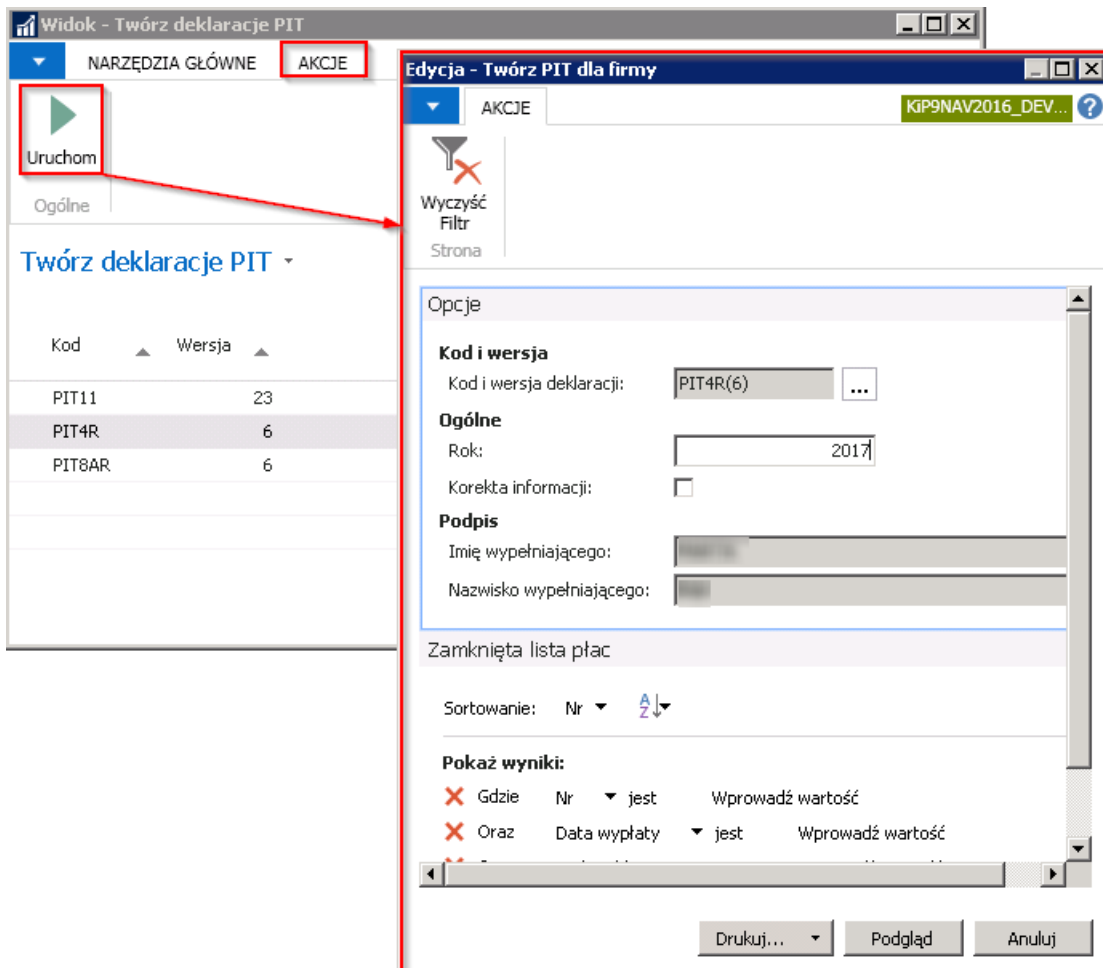 Widok - Twórz deklaracje PIT
NARZĘDZIA GŁÓWNE AKCJE
Uruchom
Ogólne
Twórz deklaracje PIT
Kod Wersja
PIT11 23
PIT4R 6
PIT8AR 6
Edycja - Twórz PIT dla firmy
AKCJE
KiP9NAV2016_DEV...
Wyczyść
Filtr
Strona
Opcje
Kod i wersja
Kod i wersja deklaracji: PIT4R(6) ...
Ogólne
Rok: 2017
Korekta informacji:
Podpis
Imię wypełniającego:
Nazwisko wypełniającego:
Zamknięta lista płac
Sortowanie: Nr
Pokaż wyniki:
Gdzie Nr jest Wprowadź wartość
Oraz Data wypłaty jest Wprowadź wartość
Drukuj... Podgląd Anuluj